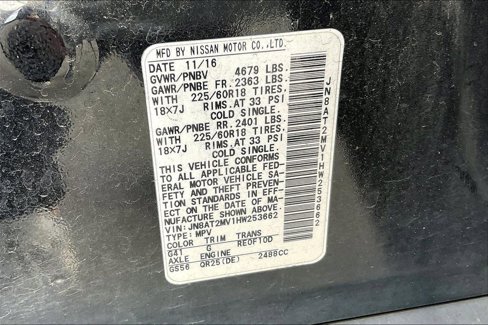 MFD BY NISSAN MOTOR CO.,LTD.
DATE 11/16
GVWR/PNBV 4679 LBS.
GAWR/PNBE FR. 2363 LBS.
WITH 225/60R18 TIRES,
18X7J RIMS, AT 33 PSI
COLD SINGLE.
GAWR/PNBE RR. 2401 LBS.
WITH 225/60R18 TIRES,
18X7J RIMS, AT 33 PSI
COLD SINGLE.
THIS VEHICLE CONFORMS
TO ALL APPLICABLE FED-
ERAL MOTOR VEHICLE SA-
FETY AND THEFT PREVEN-
TION STANDARDS IN EFF-
ECT ON THE DATE OF MA-
NUFACTURE SHOWN ABOVE.
VIN: JN8AT2MV1HW253662
TYPE: MPV
COLOR TRIM TRANS
G41 G RE0F10D
AXLE ENGINE
GS56 QR25(DE) 2488CC
JN8AT2MV1HW253662